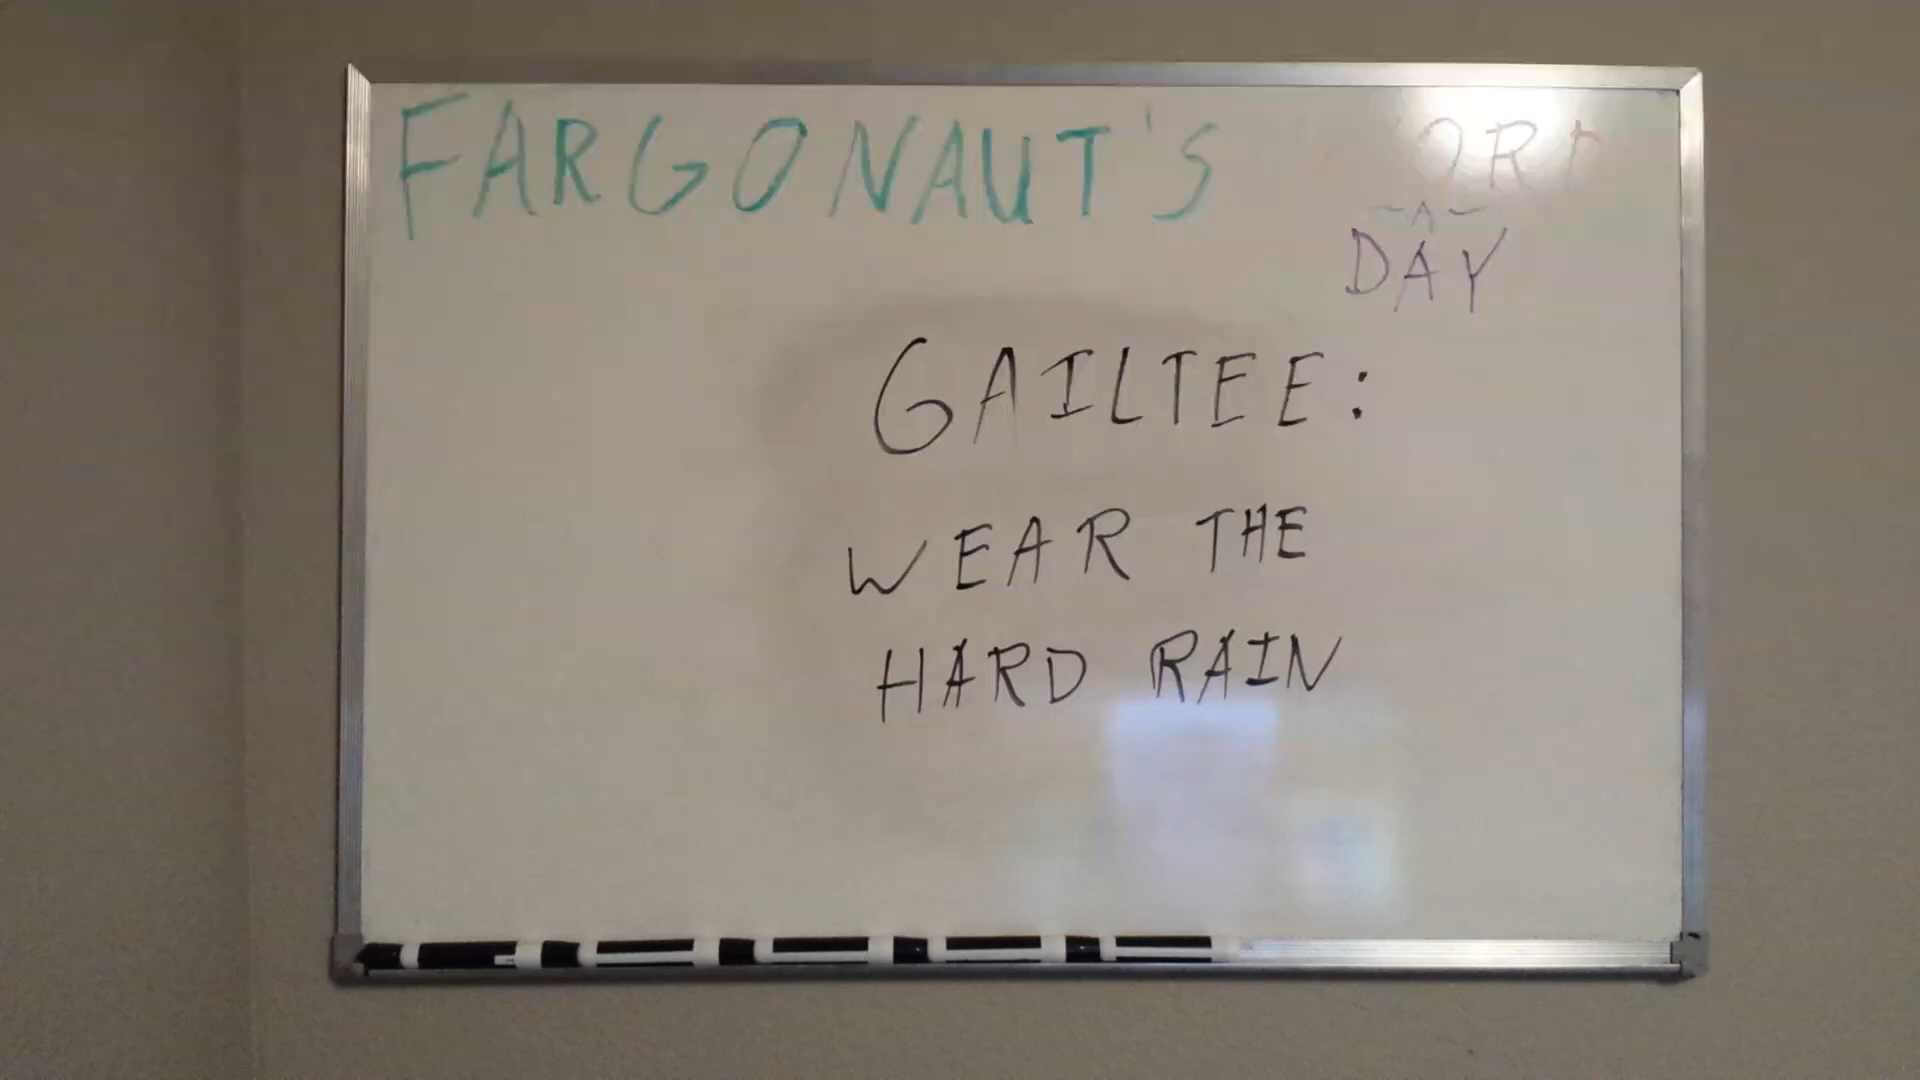 FARGONAUT'S
-A-
DAY
GAILTEE:
WEAR THE
HARD RAIN